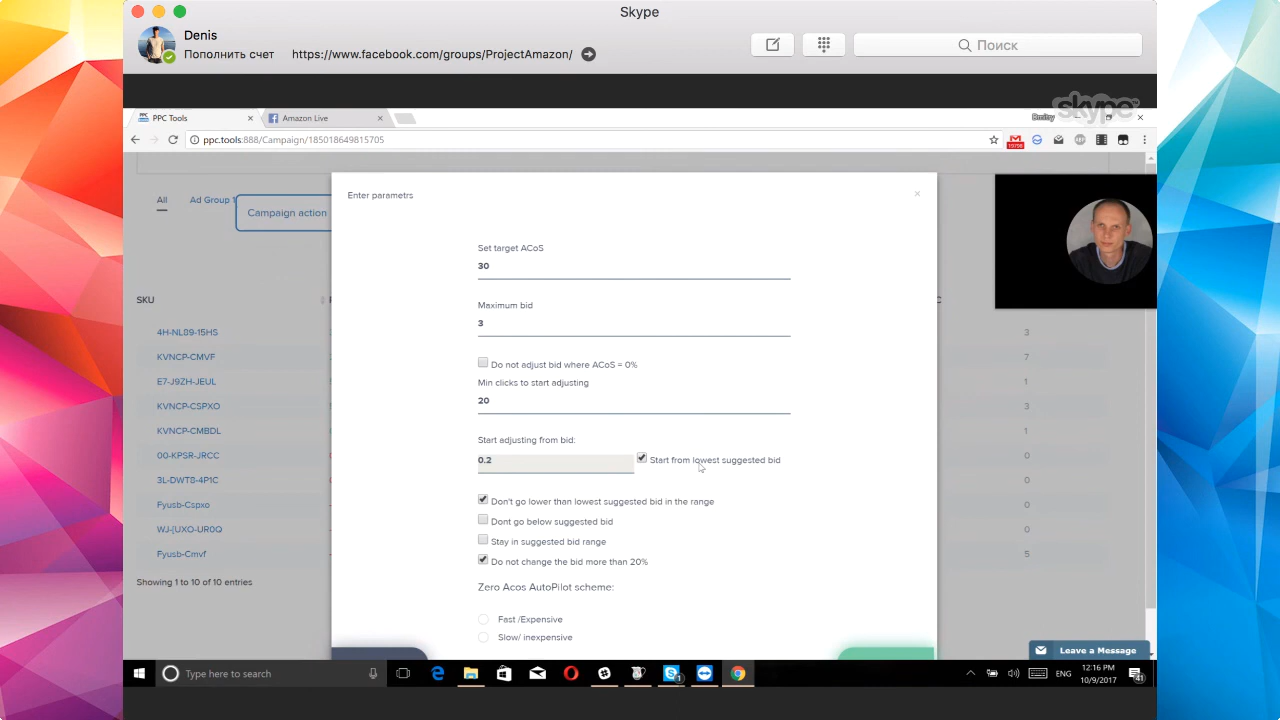 Skype
Denis
Пополнить счет https://www.facebook.com/groups/ProjectAmazon/
Поиск
skype™
PPC Tools
Amazon Live
Dmitry
ppc.tools:888/Campaign/185018649815705
19798
All
Ad Group 1
Campaign action
Enter parametrs
Set target ACoS
30
Maximum bid
3
Do not adjust bid where ACoS = 0%
Min clicks to start adjusting
20
Start adjusting from bid:
0.2
Start from lowest suggested bid
Don't go lower than lowest suggested bid in the range
Dont go below suggested bid
Stay in suggested bid range
Do not change the bid more than 20%
Zero Acos AutoPilot scheme:
Fast /Expensive
Slow/ inexpensive
SKU
4H-NL89-15HS 3
KVNCP-CMVF 7
E7-J9ZH-JEUL 1
KVNCP-CSPXO 3
KVNCP-CMBDL 1
00-KPSR-JRCC 0
3L-DWT8-4P1C 0
Fyusb-Cspxo 0
WJ-[UXO-UR0Q 0
Fyusb-Cmvf 5
Showing 1 to 10 of 10 entries
Leave a Message
Type here to search
ENG
12:16 PM
10/9/2017
41